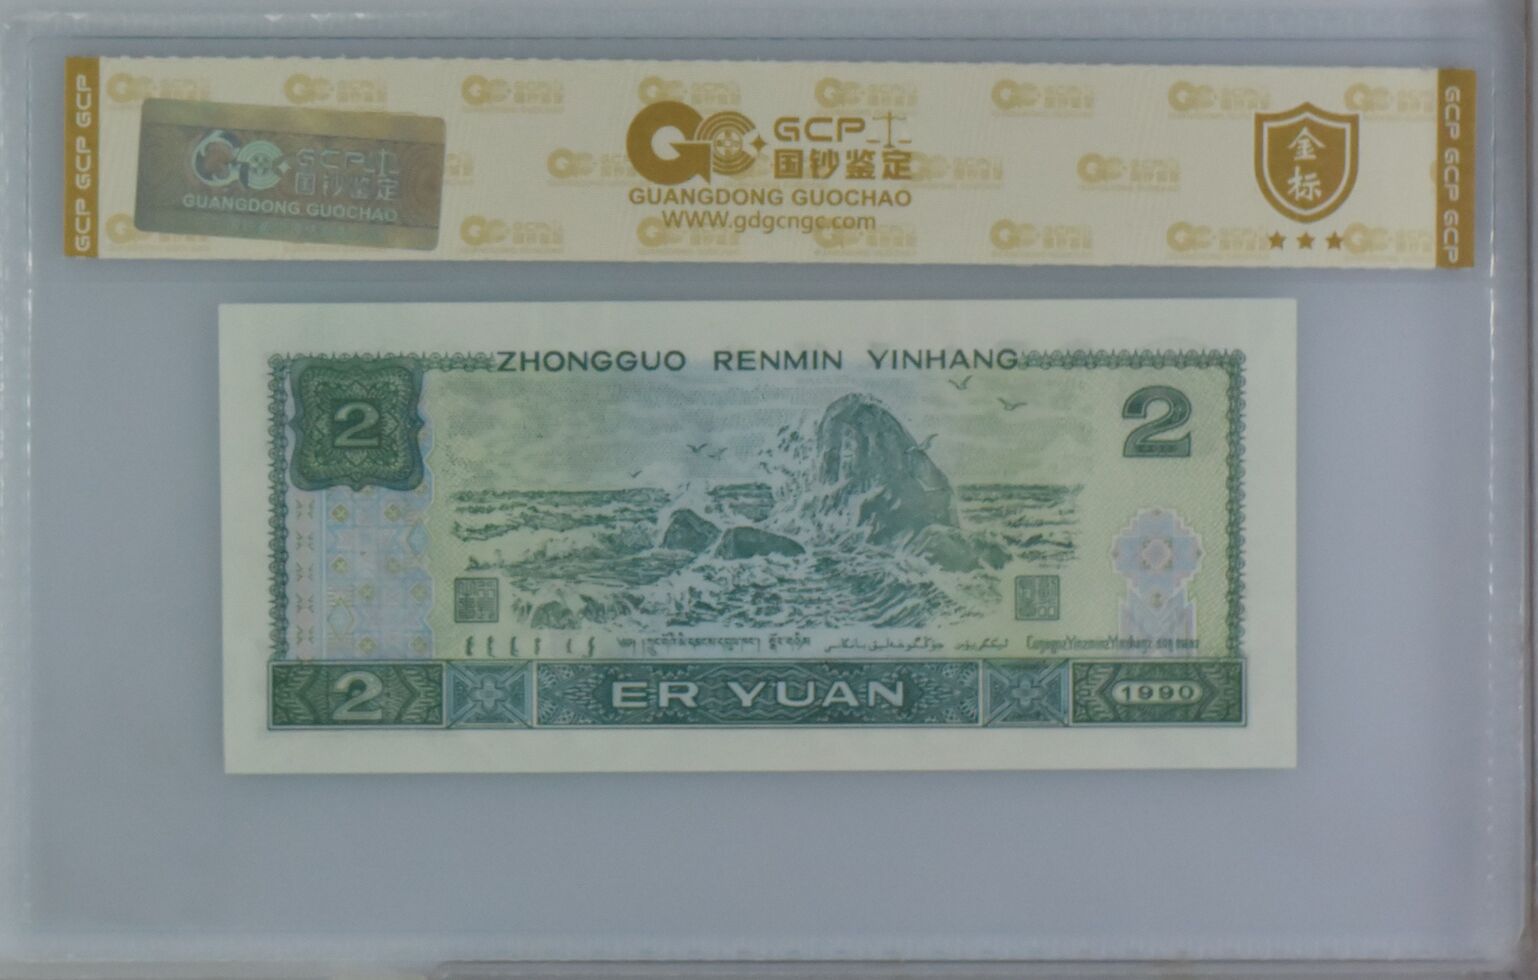 GCP GCP GCP
GCP
国钞鉴定
GUANGDONG GUOCHAO
GCP
国钞鉴定
GUANGDONG GUOCHAO
WWW.gdgcngc.com
金
标
GCP GCP GCP
ZHONGGUO RENMIN YINHANG
2
2
2
ER YUAN
1990